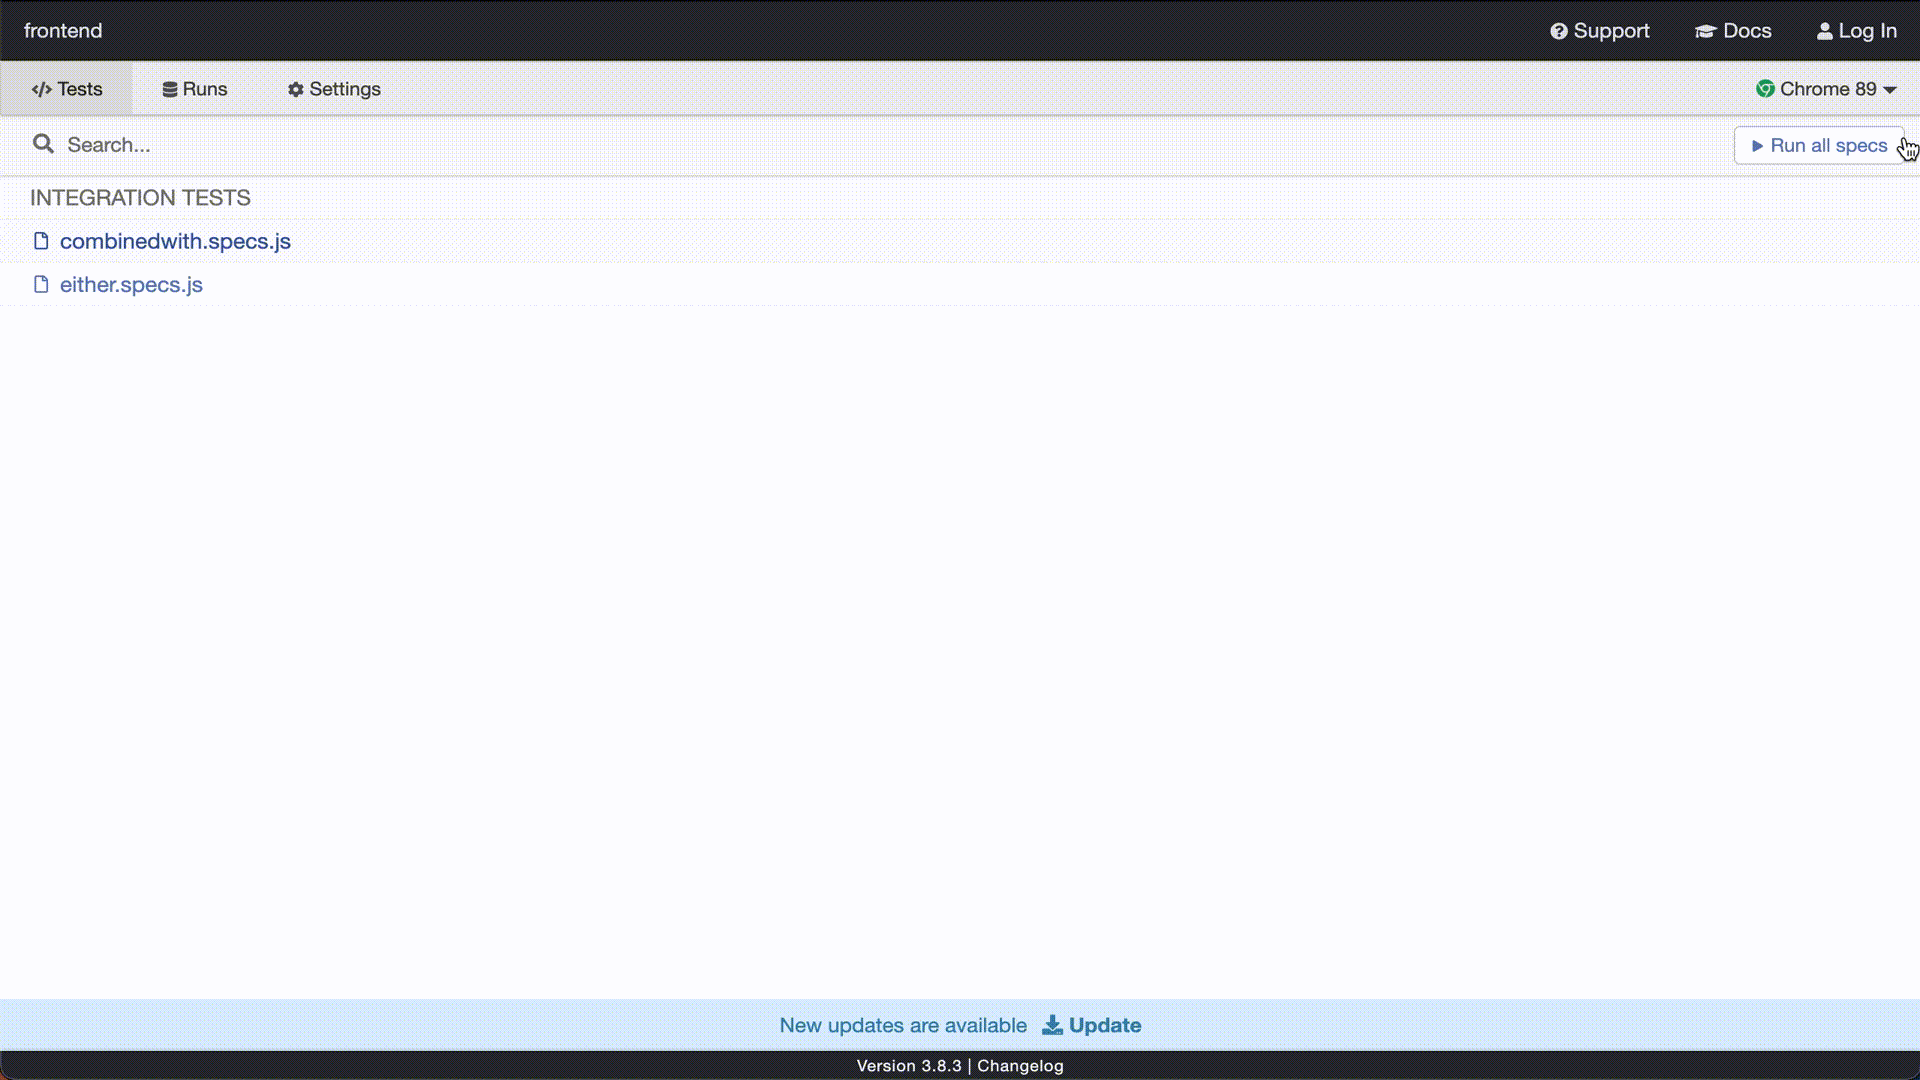 frontend
Support Docs Log In
Tests Runs Settings Chrome 89
Search... Run all specs
INTEGRATION TESTS
combinedwith.specs.js
either.specs.js
New updates are available Update
Version 3.8.3 | Changelog